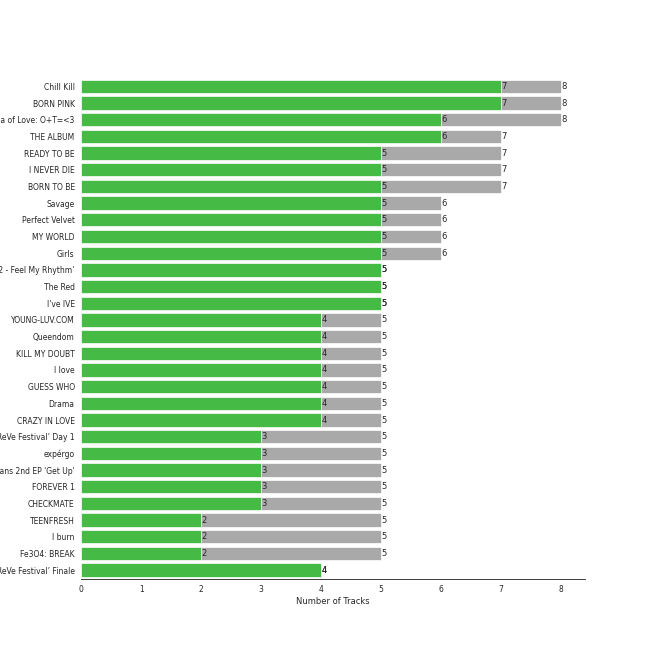 Chill Kill 7 8
BORN PINK 7 8
a of Love: O+T=<3 6 8
THE ALBUM 6 7
READY TO BE 5 7
I NEVER DIE 5 7
BORN TO BE 5 7
Savage 5 6
Perfect Velvet 5 6
MY WORLD 5 6
Girls 5 6
2 - Feel My Rhythm' 5
The Red 5
I've IVE 5
YOUNG-LUV.COM 4 5
Queendom 4 5
KILL MY DOUBT 4 5
I love 4 5
GUESS WHO 4 5
Drama 4 5
CRAZY IN LOVE 4 5
ReVe Festival' Day 1 3 5
expérgo 3 5
ans 2nd EP 'Get Up' 3 5
FOREVER 1 3 5
CHECKMATE 3 5
TEENFRESH 2 5
I burn 2 5
Fe3O4: BREAK 2 5
ReVe Festival' Finale 4
0 1 2 3 4 5 6 7 8
Number of Tracks